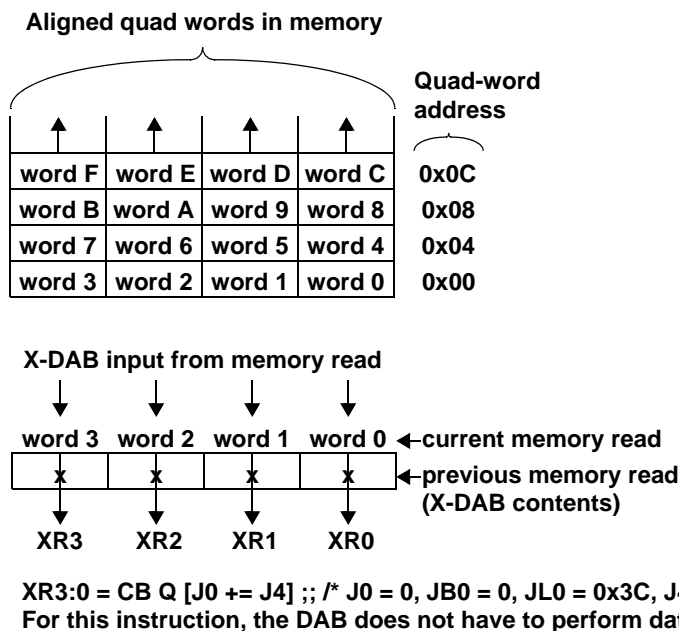 Aligned quad words in memory
Quad-word
address
word F word E word D word C 0x0C
word B word A word 9 word 8 0x08
word 7 word 6 word 5 word 4 0x04
word 3 word 2 word 1 word 0 0x00
X-DAB input from memory read
word 3 word 2 word 1 word 0 current memory read
x x x x previous memory read
(X-DAB contents)
XR3 XR2 XR1 XR0
XR3:0 = CB Q [J0 += J4] ;; /* J0 = 0, JB0 = 0, JL0 = 0x3C,
For this instruction, the DAB does not have to perform